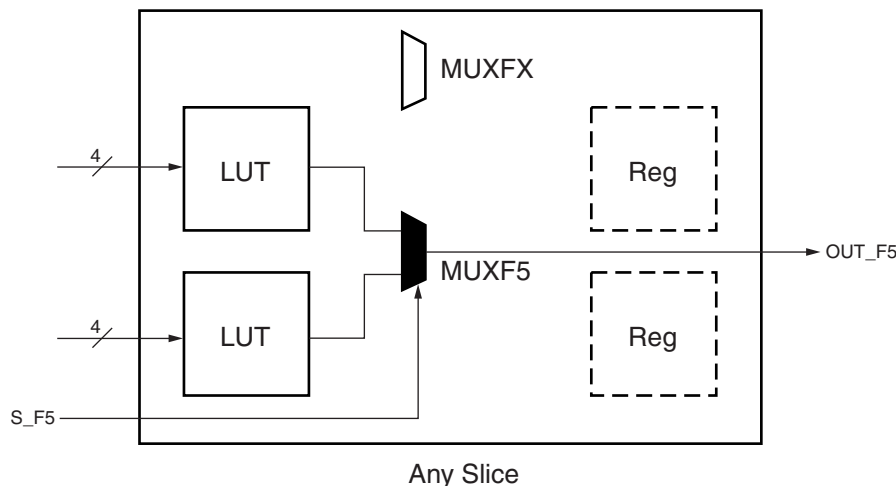 MUXFX
4
LUT
Reg
OUT_F5
MUXF5
4
LUT
Reg
S_F5
Any Slice